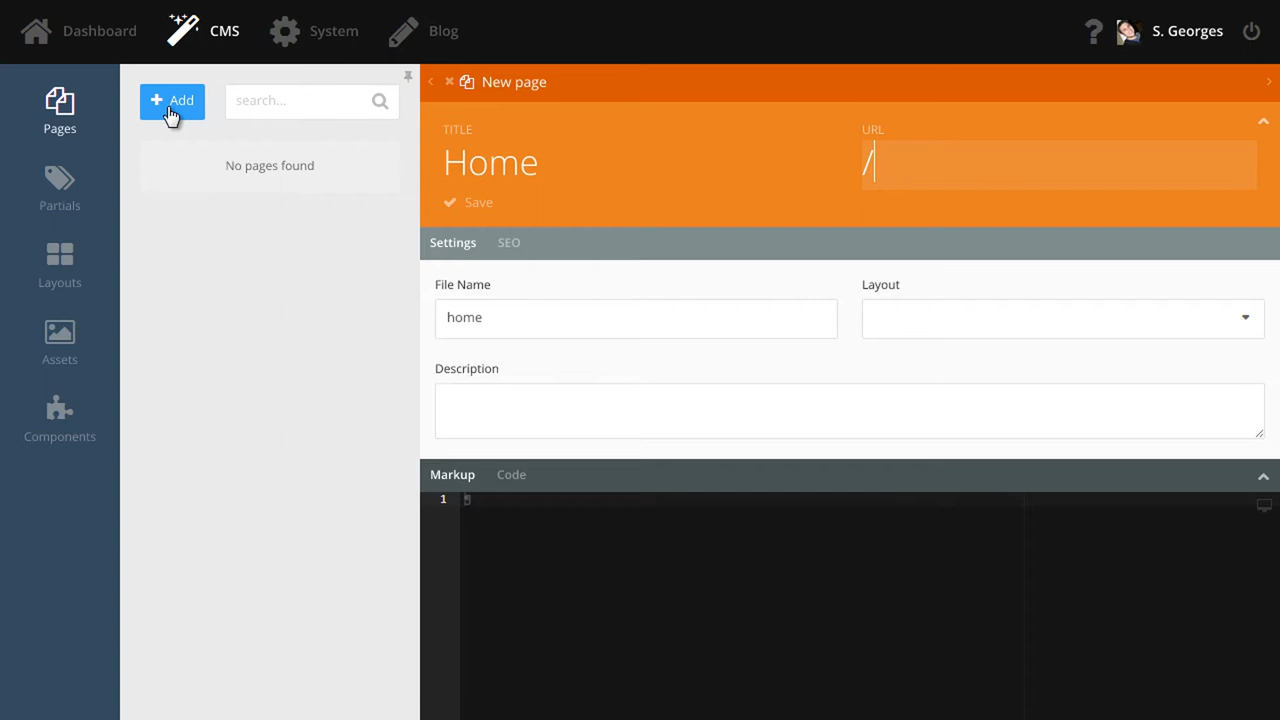 Dashboard CMS System Blog S. Georges
Pages
Partials
Layouts
Assets
Components
Add search...
No pages found
New page
TITLE URL
Home /
Save
Settings SEO
File Name Layout
home
Description
Markup Code
1